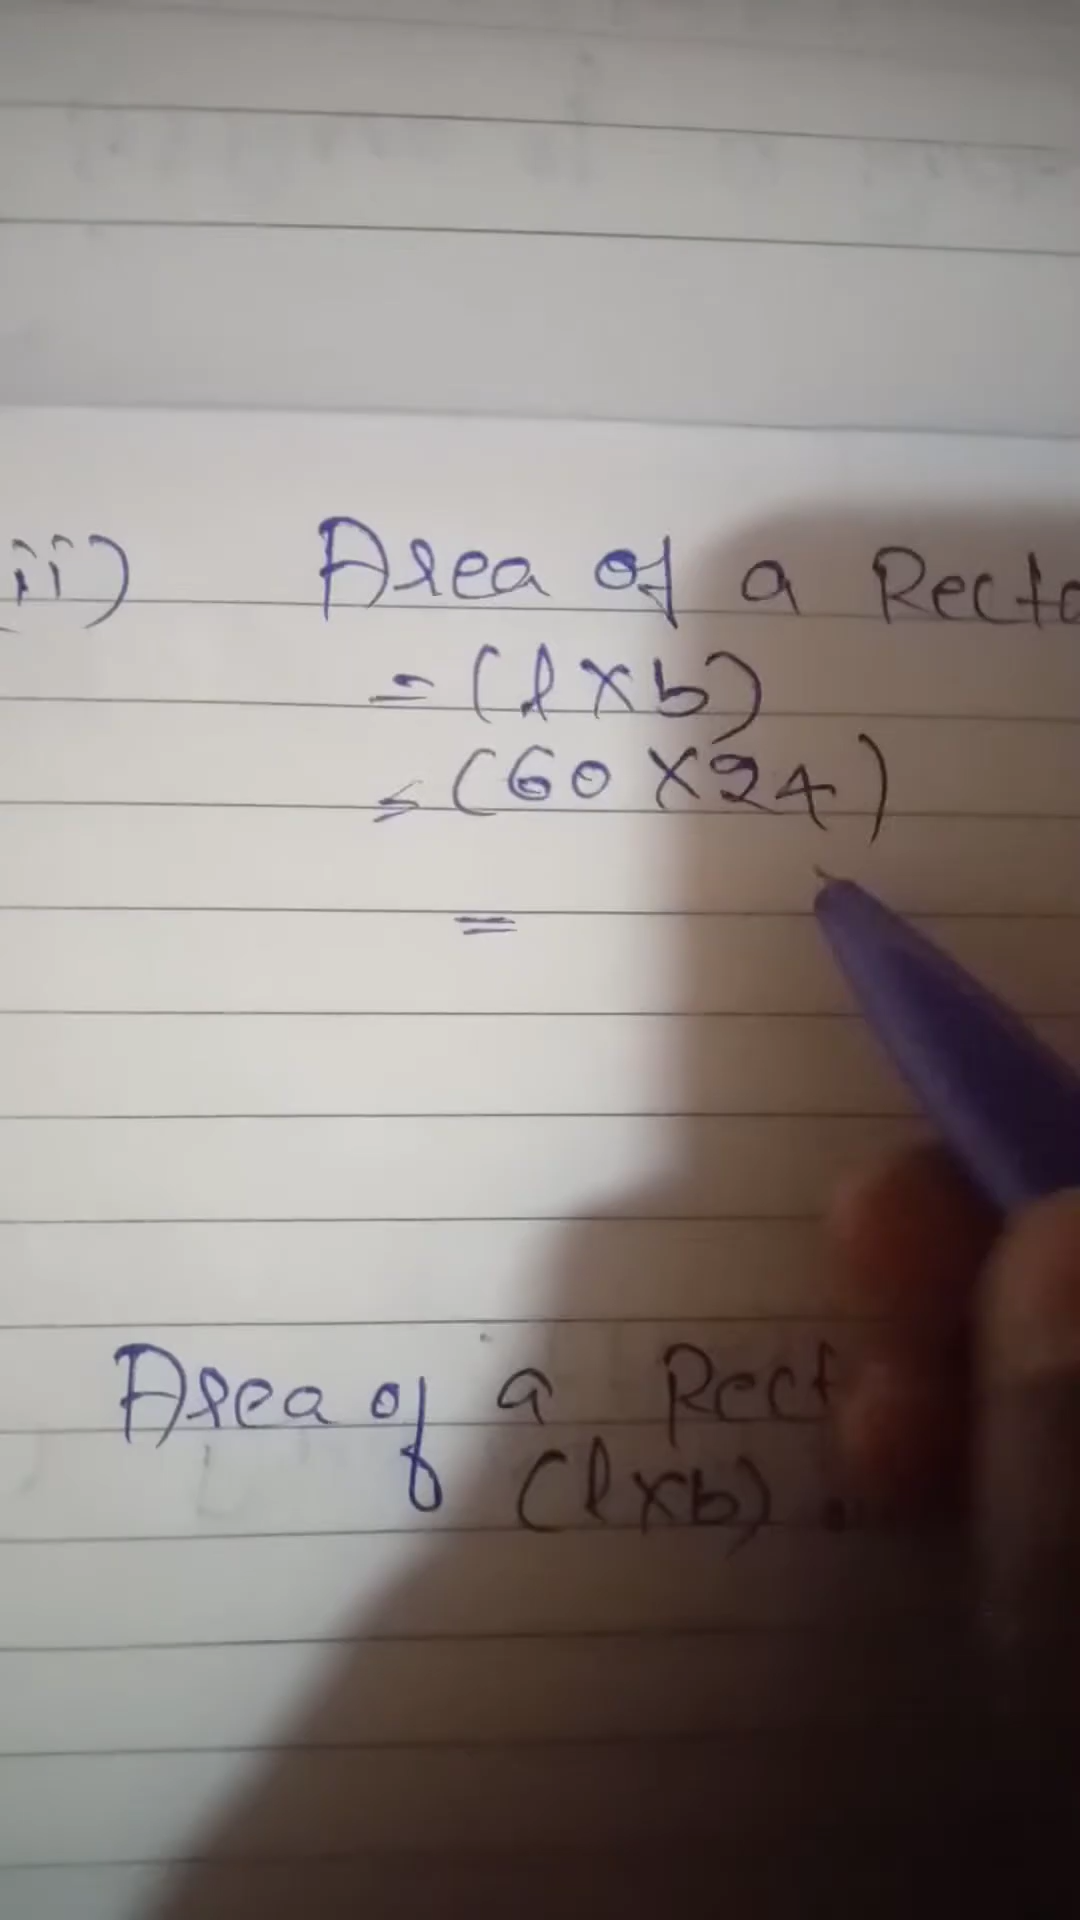 ii) Area of a Recta
= (l×b)
= (60×24)
=
Area of a Rect
(l×b).